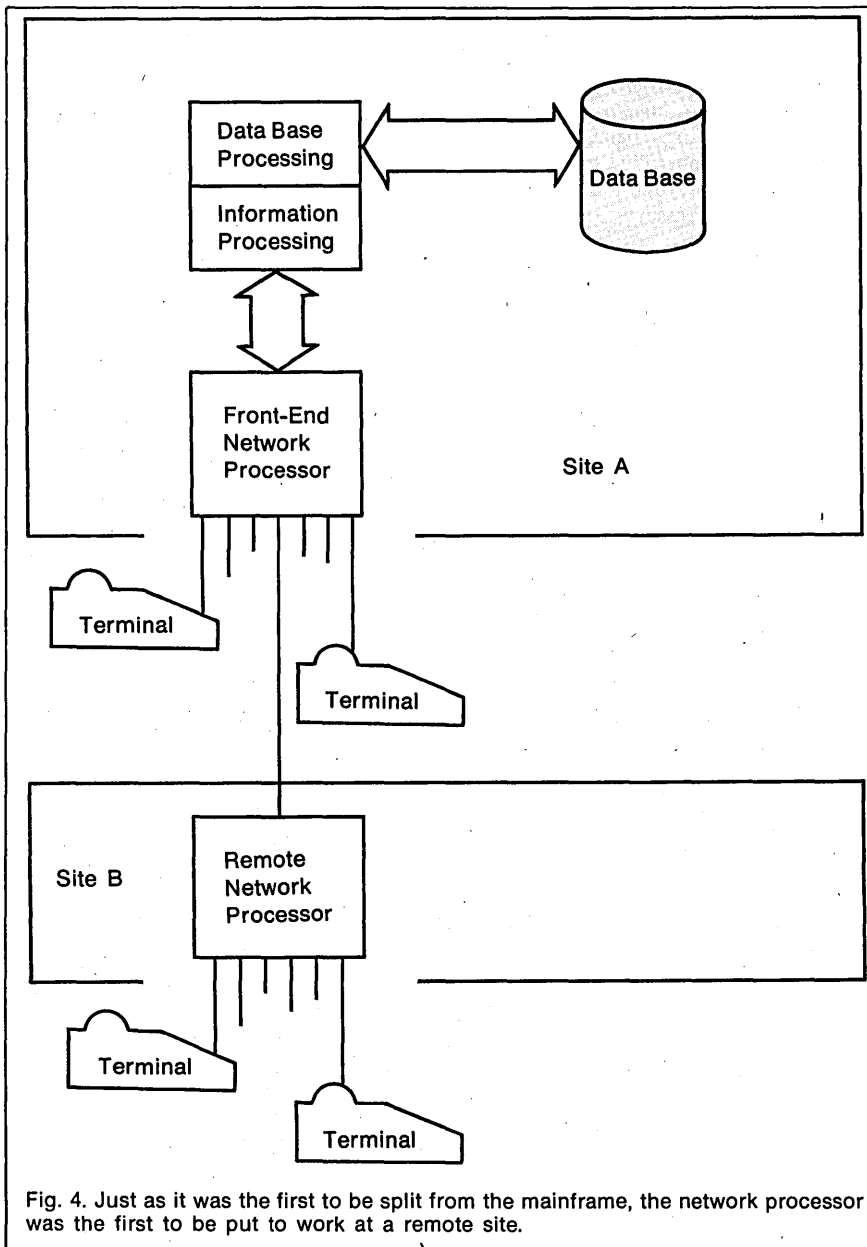 Data Base
Processing
Data Base
Information
Processing
Front-End
Network
Processor
Site A
Terminal
Terminal
Remote
Network
Processor
Site B
Terminal
Terminal
Fig. 4. Just as it was the first to be split from the mainframe, the network processor
was the first to be put to work at a remote site.